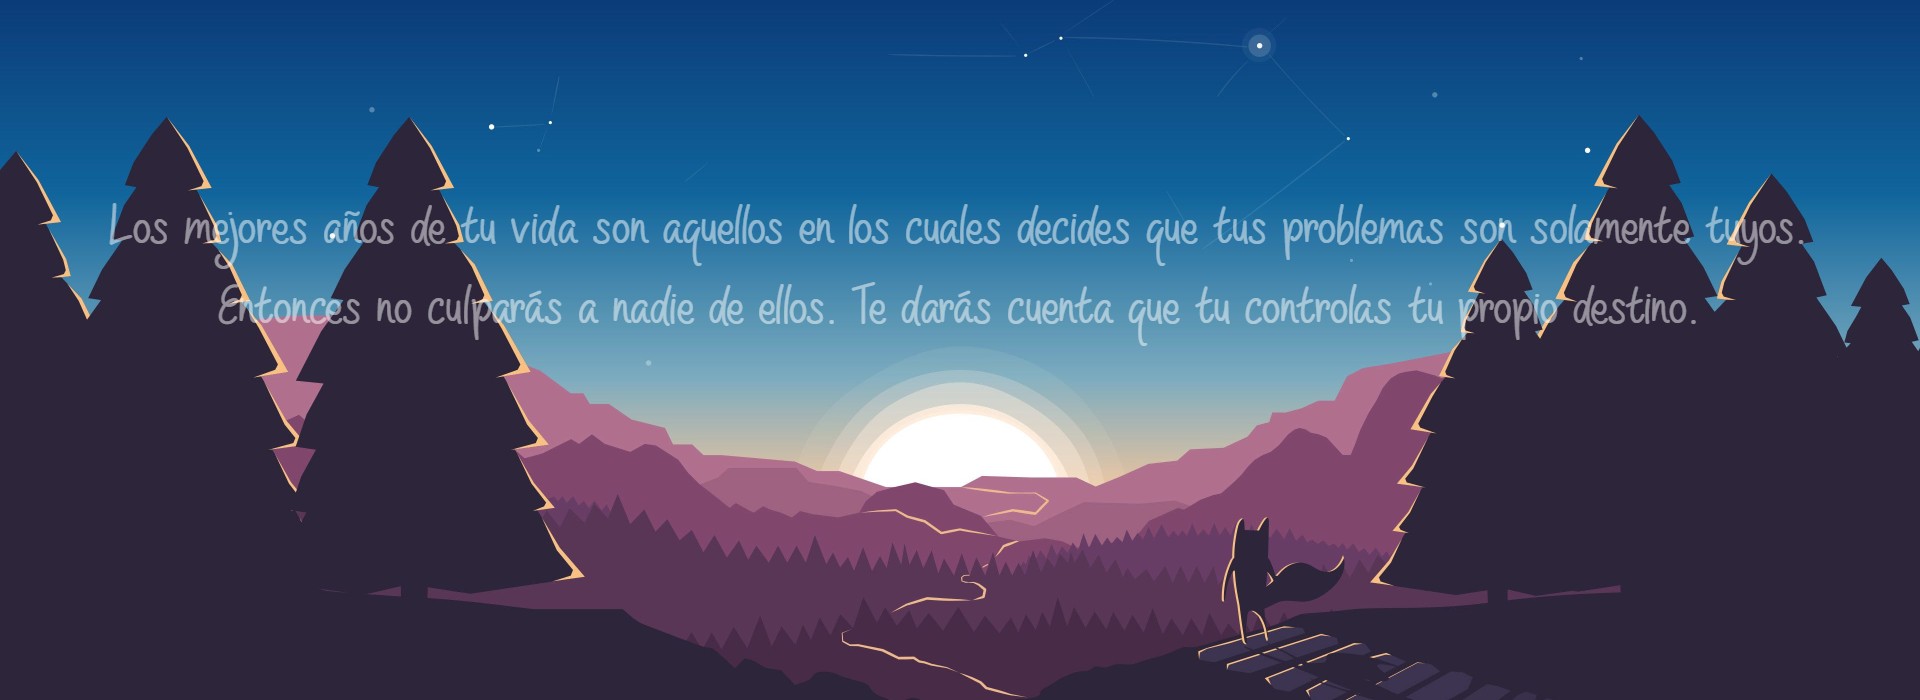 Los mejores años de tu vida son aquellos en los cuales decides que tus problemas son solamente tuyos.
Entonces no culparás a nadie de ellos. Te darás cuenta que tu controlas tu propio destino.